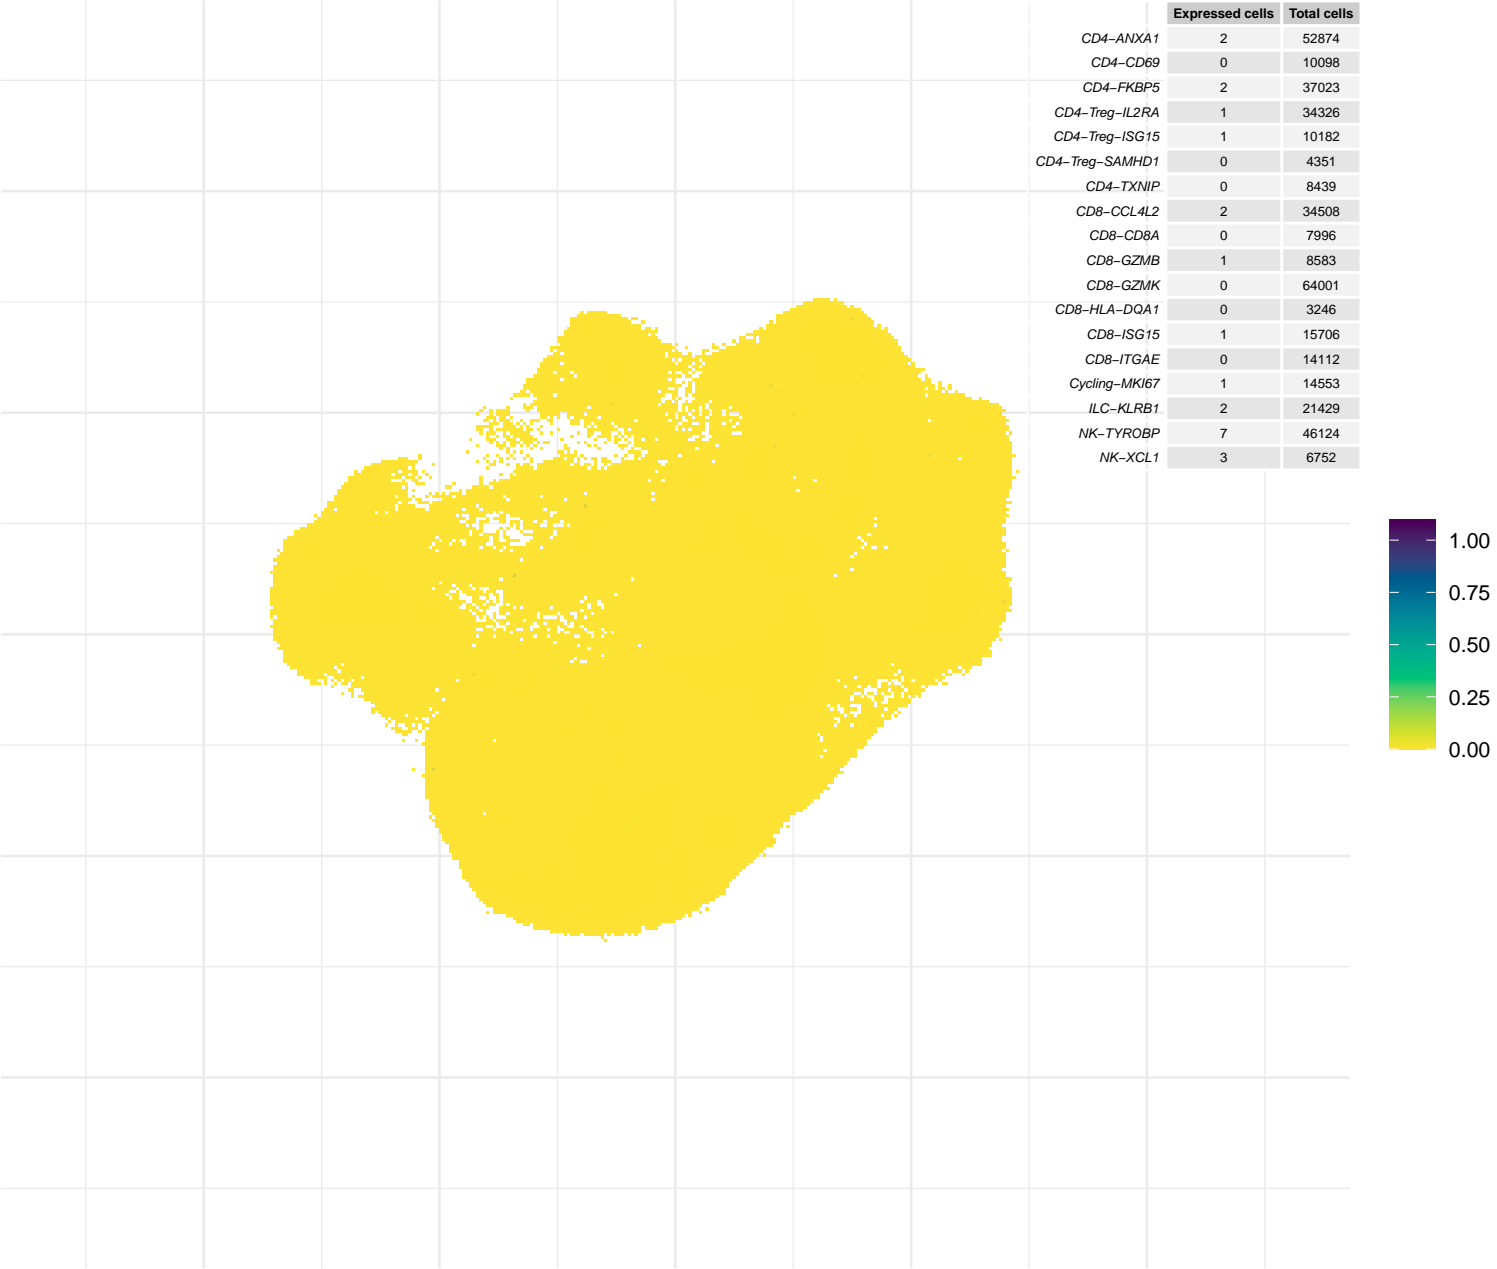 Expressed cells Total cells
CD4−ANXA1 2 52874
CD4−CD69 0 10098
CD4−FKBP5 2 37023
CD4−Treg−IL2RA 1 34326
CD4−Treg−ISG15 1 10182
CD4−Treg−SAMHD1 0 4351
CD4−TXNIP 0 8439
CD8−CCL4L2 2 34508
CD8−CD8A 0 7996
CD8−GZMB 1 8583
CD8−GZMK 0 64001
CD8−HLA−DQA1 0 3246
CD8−ISG15 1 15706
CD8−ITGAE 0 14112
Cycling−MKI67 1 14553
ILC−KLRB1 2 21429
NK−TYROBP 7 46124
NK−XCL1 3 6752
1.00
0.75
0.50
0.25
0.00